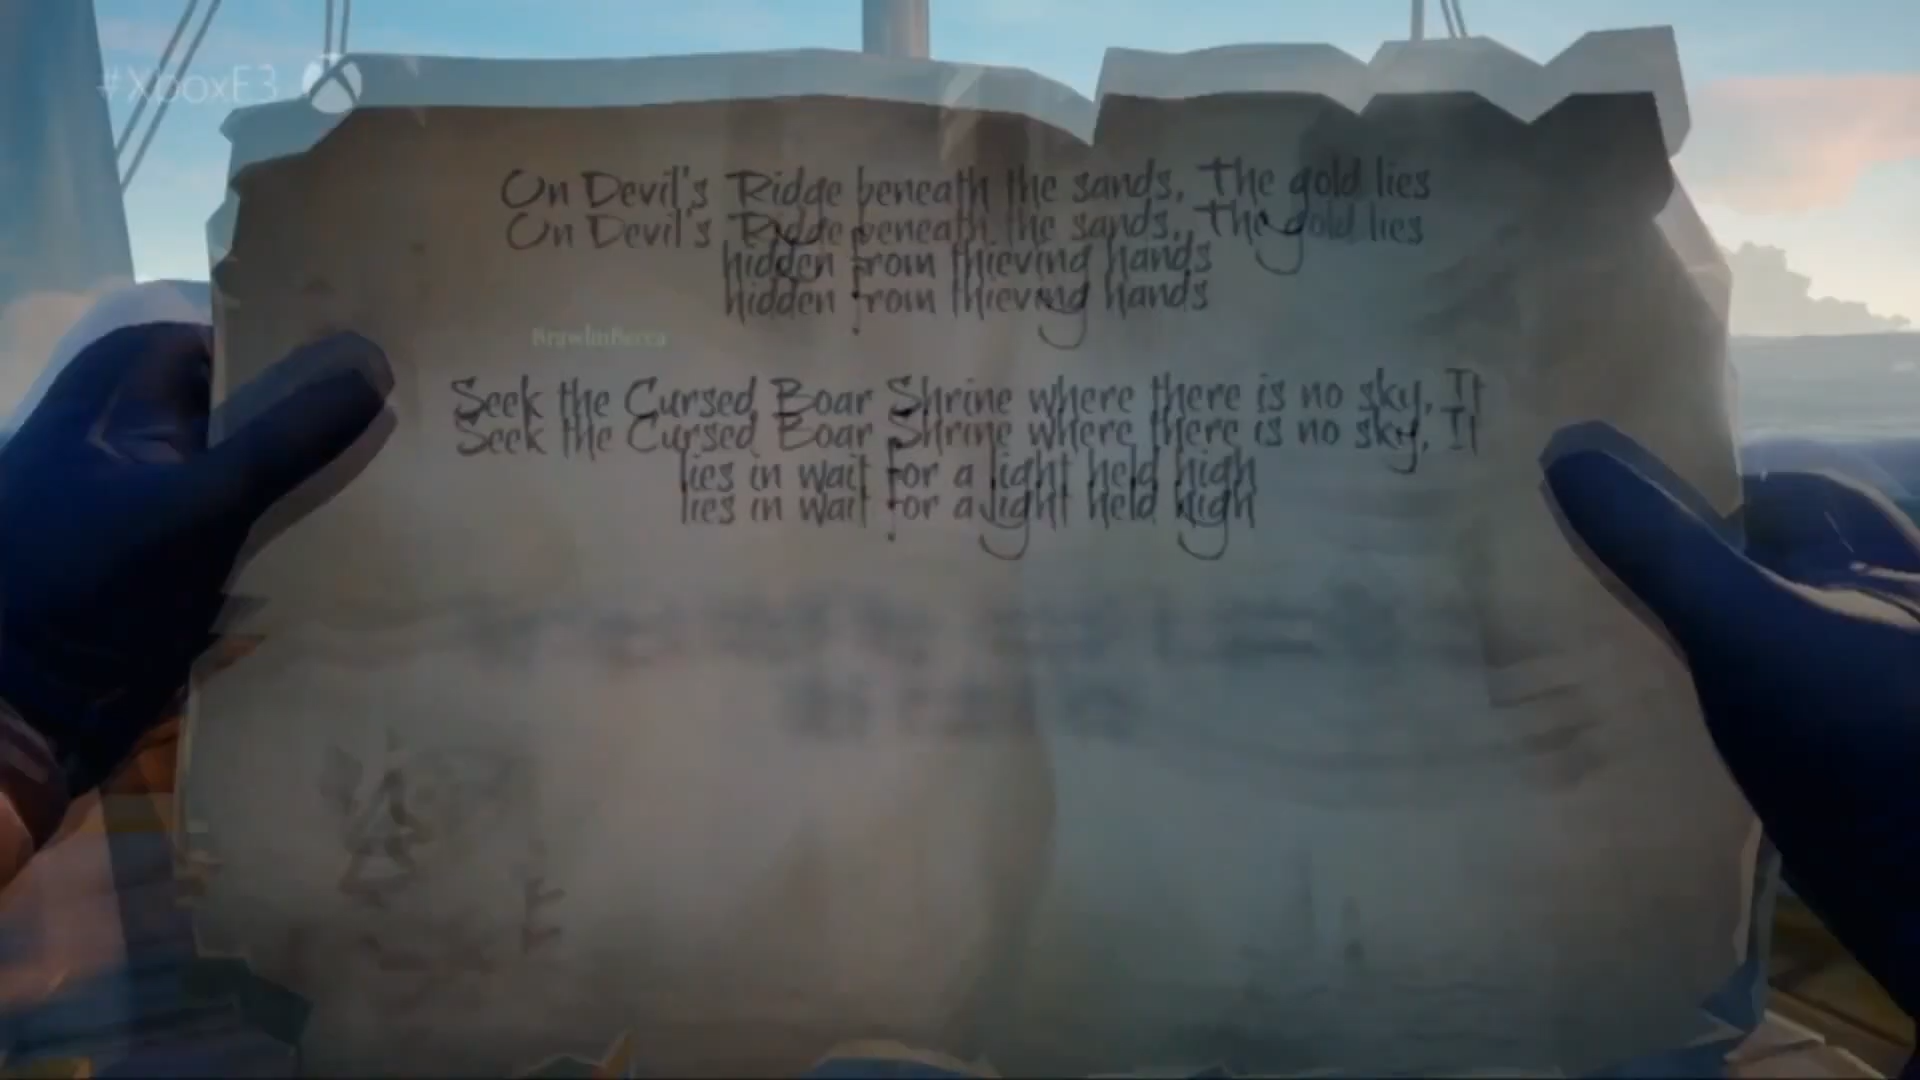 #XboxE3
On Devil's Ridge beneath the sands, The gold lies
On Devil's Ridge beneath the sands, The gold lies
hidden from thieving hands
hidden from thieving hands
BrawlinBecca
Seek the Cursed Boar Shrine where there is no sky, It
Seek the Cursed Boar Shrine where there is no sky, It
lies in wait for a light held high
lies in wait for a light held high